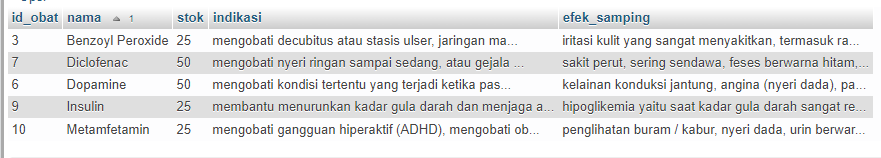 id_obat nama 1 stok indikasi efek_samping
3 Benzoyl Peroxide 25 mengobati decubitus atau stasis ulser, jaringan ma... iritasi kulit yang sangat menyakitkan, termasuk ra...
7 Diclofenac 50 mengobati nyeri ringan sampai sedang, atau gejala ... sakit perut, sering sendawa, feses berwarna hitam,...
6 Dopamine 50 mengobati kondisi tertentu yang terjadi ketika pas... kelainan konduksi jantung, angina (nyeri dada), pa...
9 Insulin 25 membantu menurunkan kadar gula darah dan menjaga a... hipoglikemia yaitu saat kadar gula darah sangat re...
10 Metamfetamin 25 mengobati gangguan hiperaktif (ADHD), mengobati ob... penglihatan buram / kabur, nyeri dada, urin berwar...